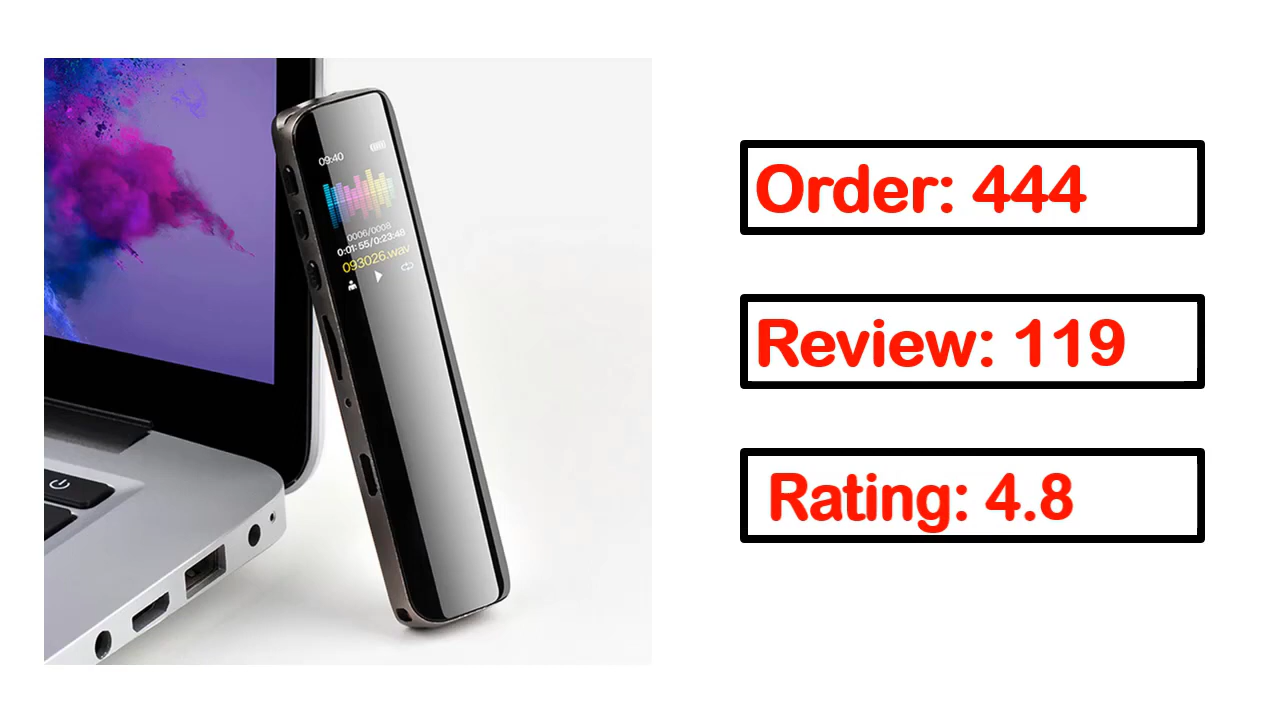 09:40
0006/0008
0:01:55/0:23:48
093026.wav
Order: 444
Review: 119
Rating: 4.8